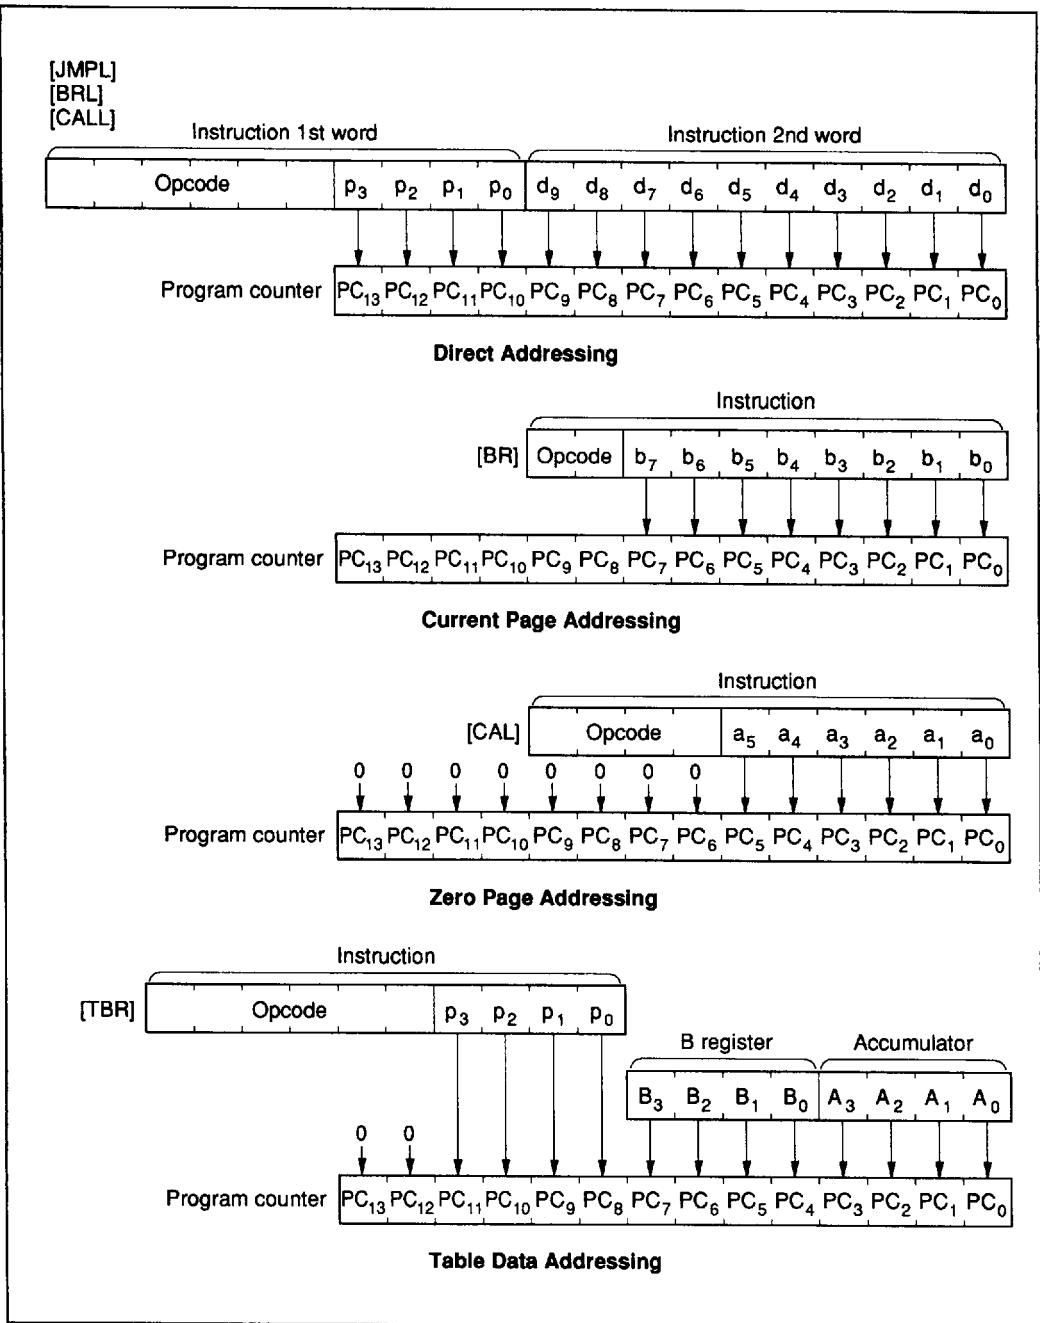 [JMPL]
[BRL]
[CALL]
Instruction 1st word Instruction 2nd word
Opcode p3 p2 p1 p0 d9 d8 d7 d6 d5 d4 d3 d2 d1 d0
Program counter PC13 PC12 PC11 PC10 PC9 PC8 PC7 PC6 PC5 PC4 PC3 PC2 PC1 PC0
Direct Addressing
Instruction
[BR] Opcode b7 b6 b5 b4 b3 b2 b1 b0
Program counter PC13 PC12 PC11 PC10 PC9 PC8 PC7 PC6 PC5 PC4 PC3 PC2 PC1 PC0
Current Page Addressing
Instruction
[CAL] Opcode a5 a4 a3 a2 a1 a0
0 0 0 0 0 0 0 0
Program counter PC13 PC12 PC11 PC10 PC9 PC8 PC7 PC6 PC5 PC4 PC3 PC2 PC1 PC0
Zero Page Addressing
Instruction
[TBR] Opcode p3 p2 p1 p0
B register Accumulator
B3 B2 B1 B0 A3 A2 A1 A0
0 0
Program counter PC13 PC12 PC11 PC10 PC9 PC8 PC7 PC6 PC5 PC4 PC3 PC2 PC1 PC0
Table Data Addressing